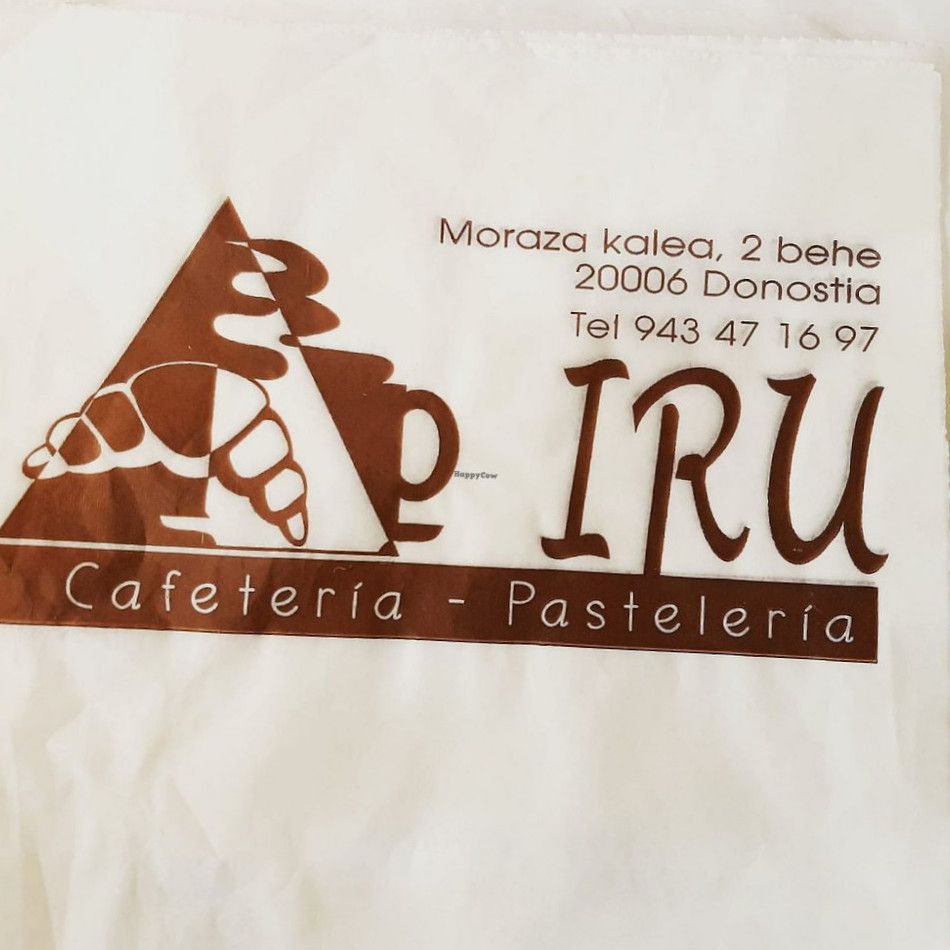 Moraza kalea, 2 behe
20006 Donostia
Tel 943 47 16 97
IRU
HappyCow
Cafetería - Pastelería